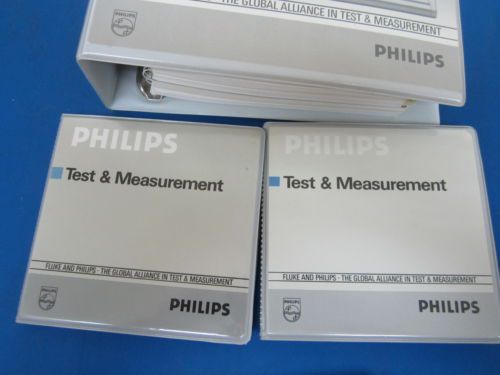 THE GLOBAL ALLIANCE IN TEST & MEASUREMENT
PHILIPS
PHILIPS
Test & Measurement
FLUKE AND PHILIPS - THE GLOBAL ALLIANCE IN TEST & MEASUREMENT
PHILIPS
PHILIPS
PHILIPS
Test & Measurement
FLUKE AND PHILIPS - THE GLOBAL ALLIANCE IN TEST & MEASUREMENT
PHILIPS
PHILIPS